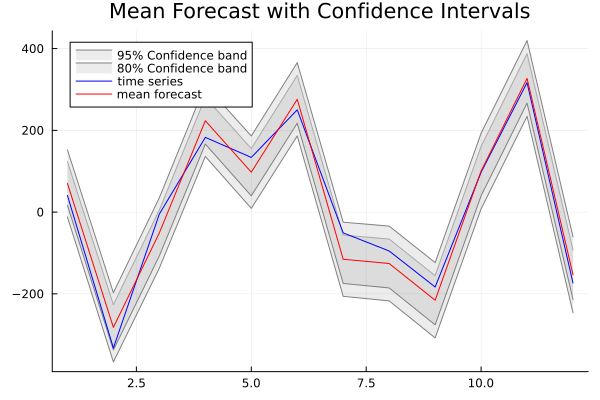 Mean Forecast with Confidence Intervals
95% Confidence band
80% Confidence band
time series
mean forecast
400
200
0
−200
2.5
5.0
7.5
10.0